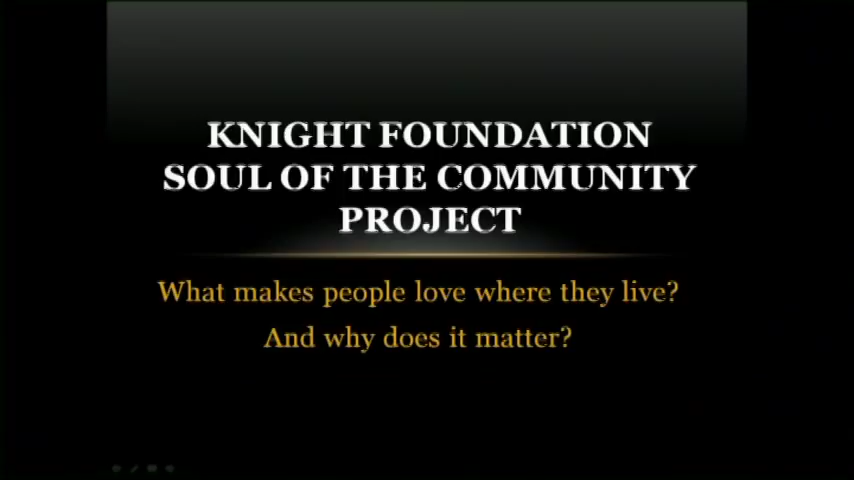 KNIGHT FOUNDATION
SOUL OF THE COMMUNITY
PROJECT
What makes people love where they live?
And why does it matter?